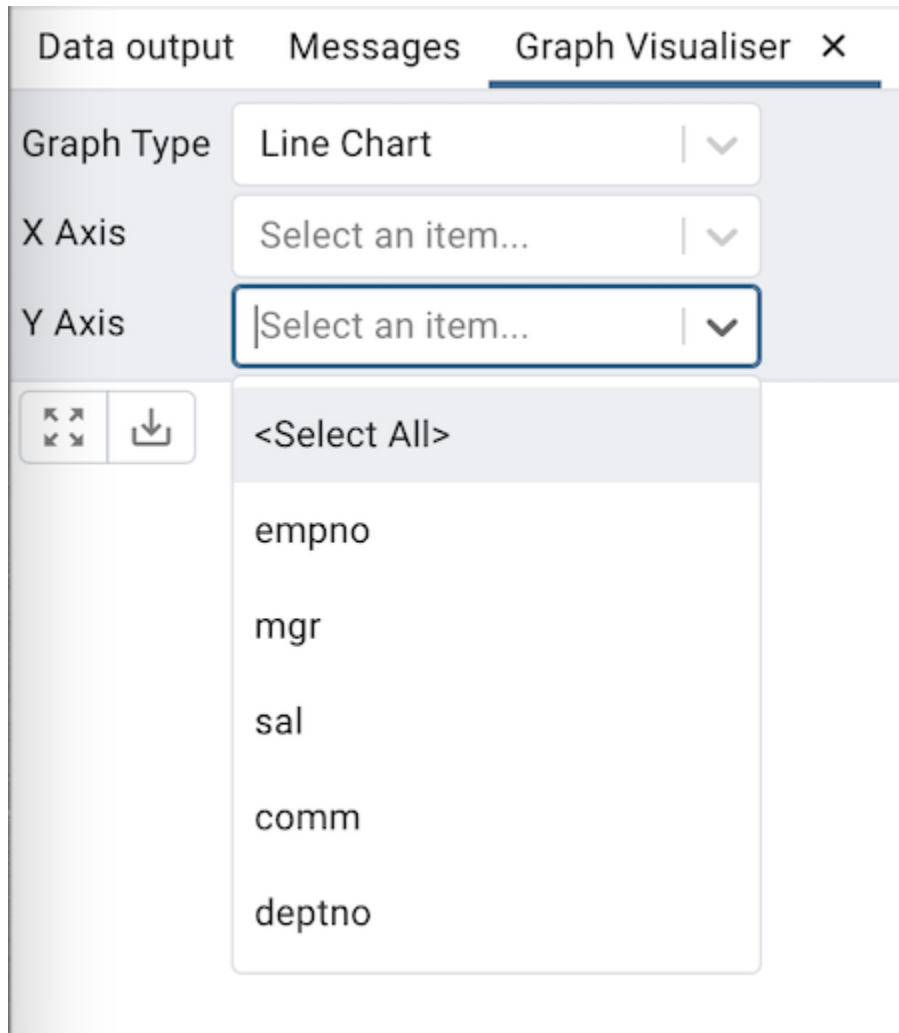 Data output Messages Graph Visualiser ×
Graph Type Line Chart
X Axis Select an item...
Y Axis Select an item...
<Select All>
empno
mgr
sal
comm
deptno